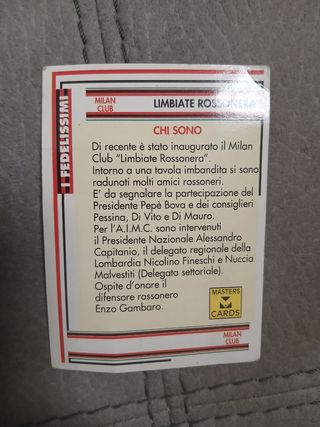 I FEDELISSIMI
MILAN
CLUB
LIMBIATE ROSSONERA
CHI SONO
Di recente è stato inaugurato il Milan
Club "Limbiate Rossonera".
Intorno a una tavola imbandita si sono
radunati molti amici rossoneri.
E' da segnalare la partecipazione del
Presidente Pepè Bova e dei consiglieri
Pessina, Di Vito e Di Mauro.
Per l'A.I.M.C. sono intervenuti
il Presidente Nazionale Alessandro
Capitanio, il delegato regionale della
Lombardia Nicolino Fineschi e Nuccia
Malvestiti (Delegata settoriale).
Ospite d'onore il
difensore rossonero
Enzo Gambaro.
MASTERS
CARDS
MILAN
CLUB